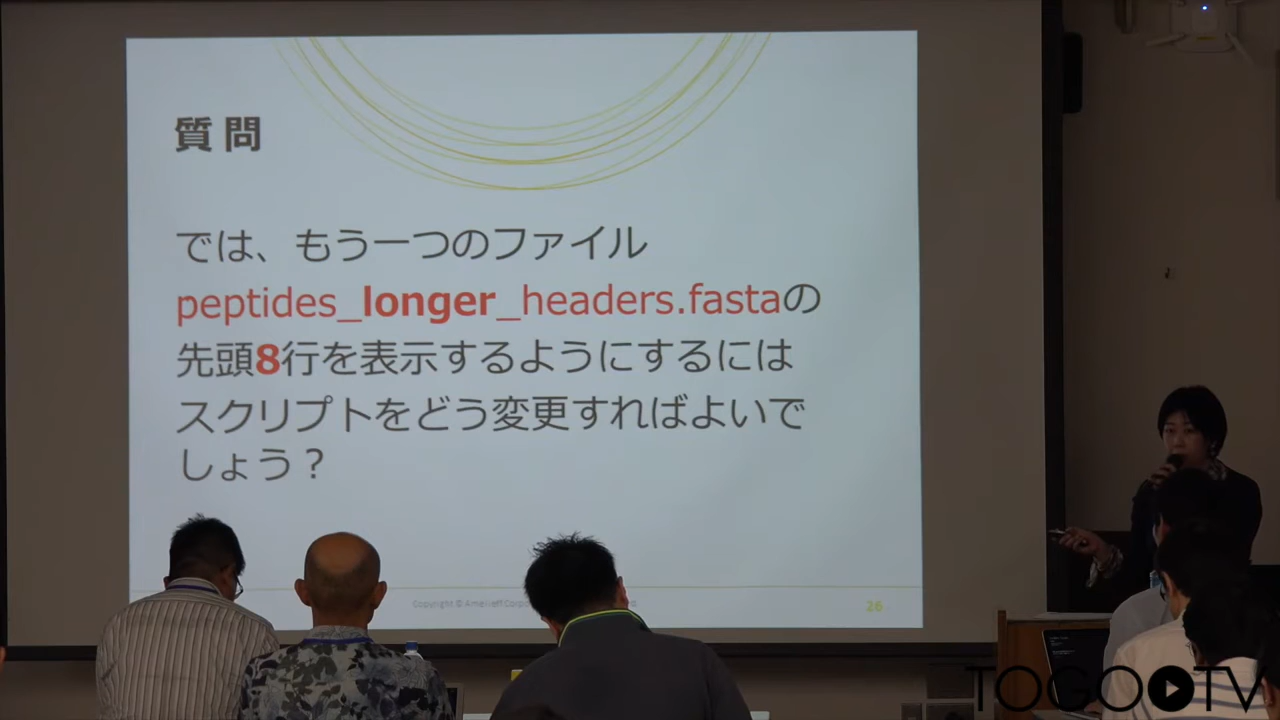 質問
では、もう一つのファイル
peptides_longer_headers.fastaの
先頭8行を表示するようにするには
スクリプトをどう変更すればよいで
しょう？
Copyright © Amelieff Corpor
26
TOGOTV